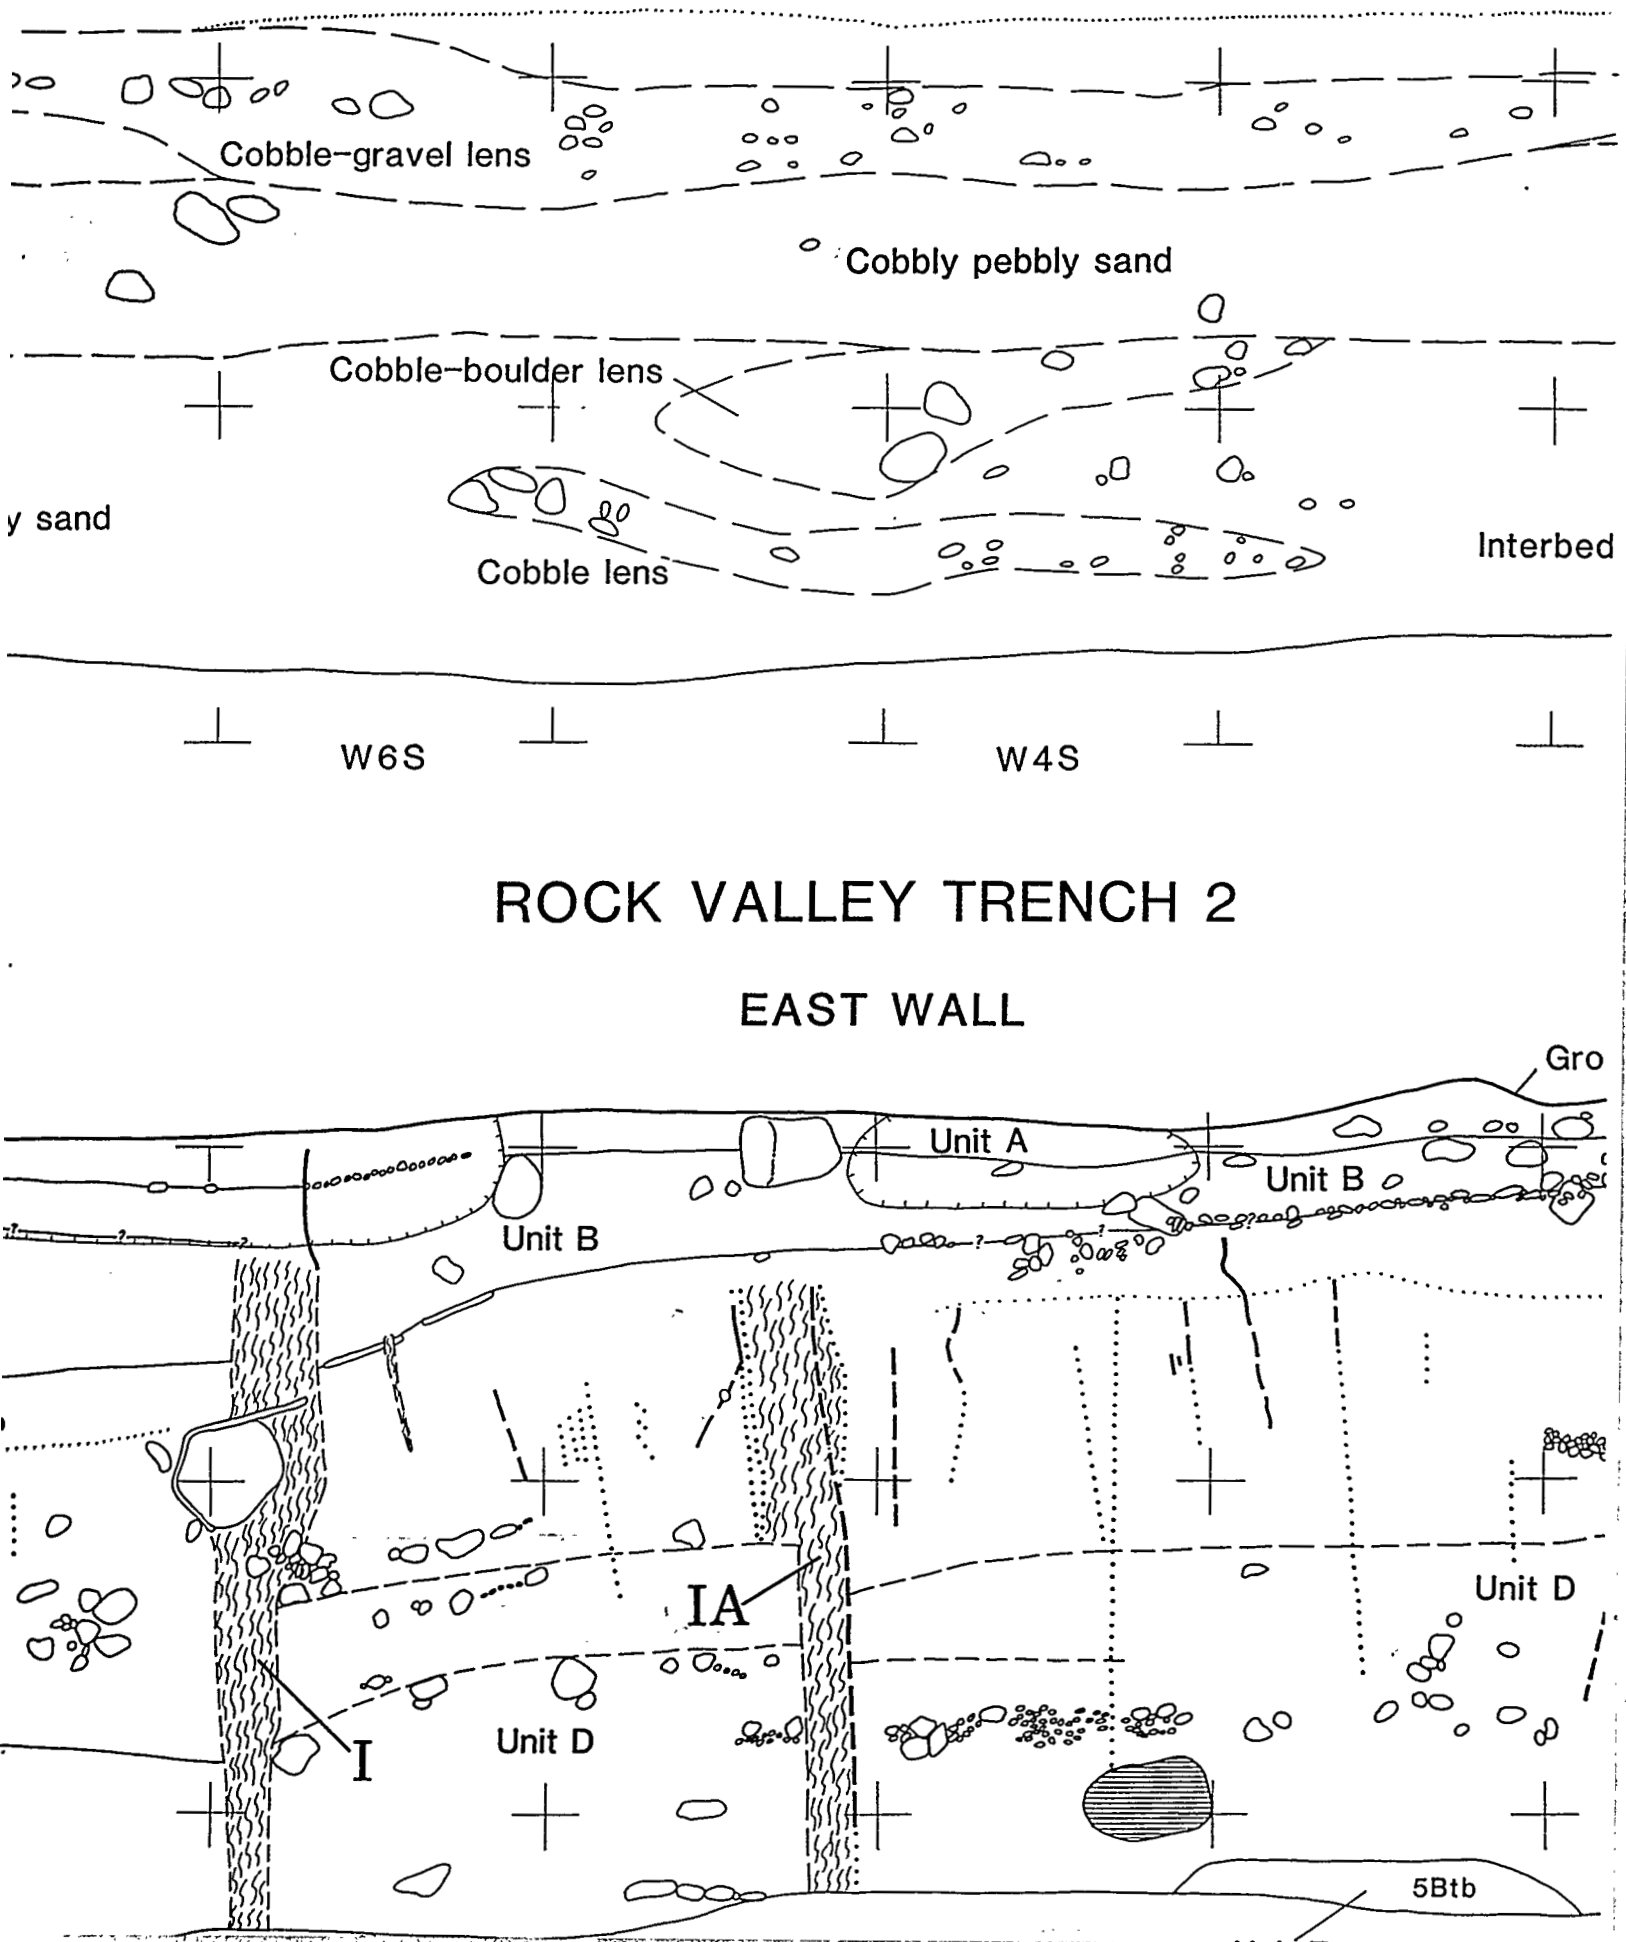 Cobble-gravel lens
Cobbly pebbly sand
Cobble-boulder lens
y sand
Interbed
Cobble lens
W6S
W4S
ROCK VALLEY TRENCH 2
EAST WALL
Gro
Unit A
Unit B
Unit B
?
?
?
?
?
?
IA
Unit D
Unit D
I
5Btb